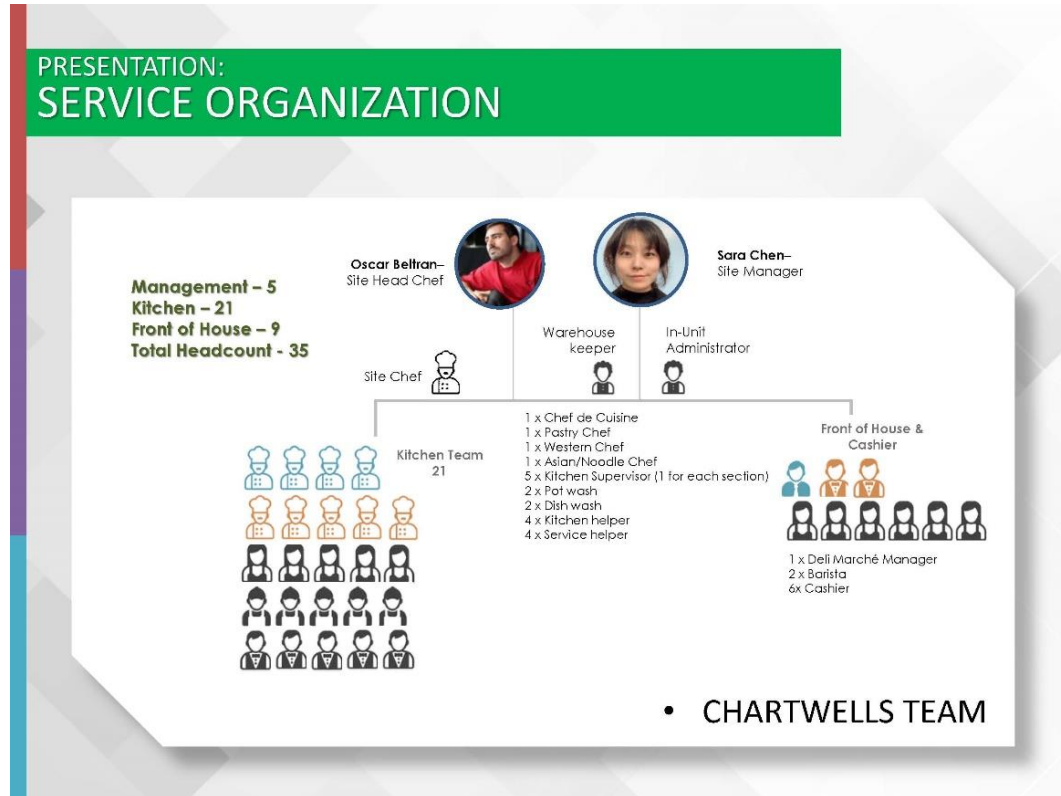 PRESENTATION:
SERVICE ORGANIZATION
Management – 5
Kitchen – 21
Front of House – 9
Total Headcount - 35
Oscar Beltran–
Site Head Chef
Sara Chen–
Site Manager
Site Chef
Warehouse
keeper
In-Unit
Administrator
Kitchen Team
21
1 x Chef de Cuisine
1 x Pastry Chef
1 x Western Chef
1 x Asian/Noodle Chef
5 x Kitchen Supervisor (1 for each section)
2 x Pot wash
2 x Dish wash
4 x Kitchen helper
4 x Service helper
Front of House &
Cashier
1 x Deli Marché Manager
2 x Barista
6x Cashier
• CHARTWELLS TEAM